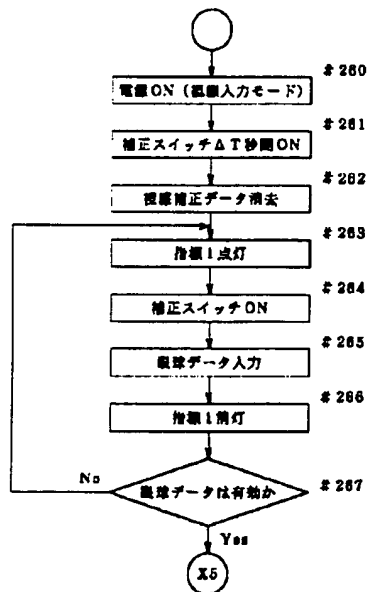 #260
電源ON（視線入力モード）
#261
補正スイッチΔT秒間ON
#262
視線補正データ消去
#263
指標1点灯
#264
補正スイッチON
#265
眼球データ入力
#266
指標1消灯
#267
眼球データは有効か
No
Yes
X5